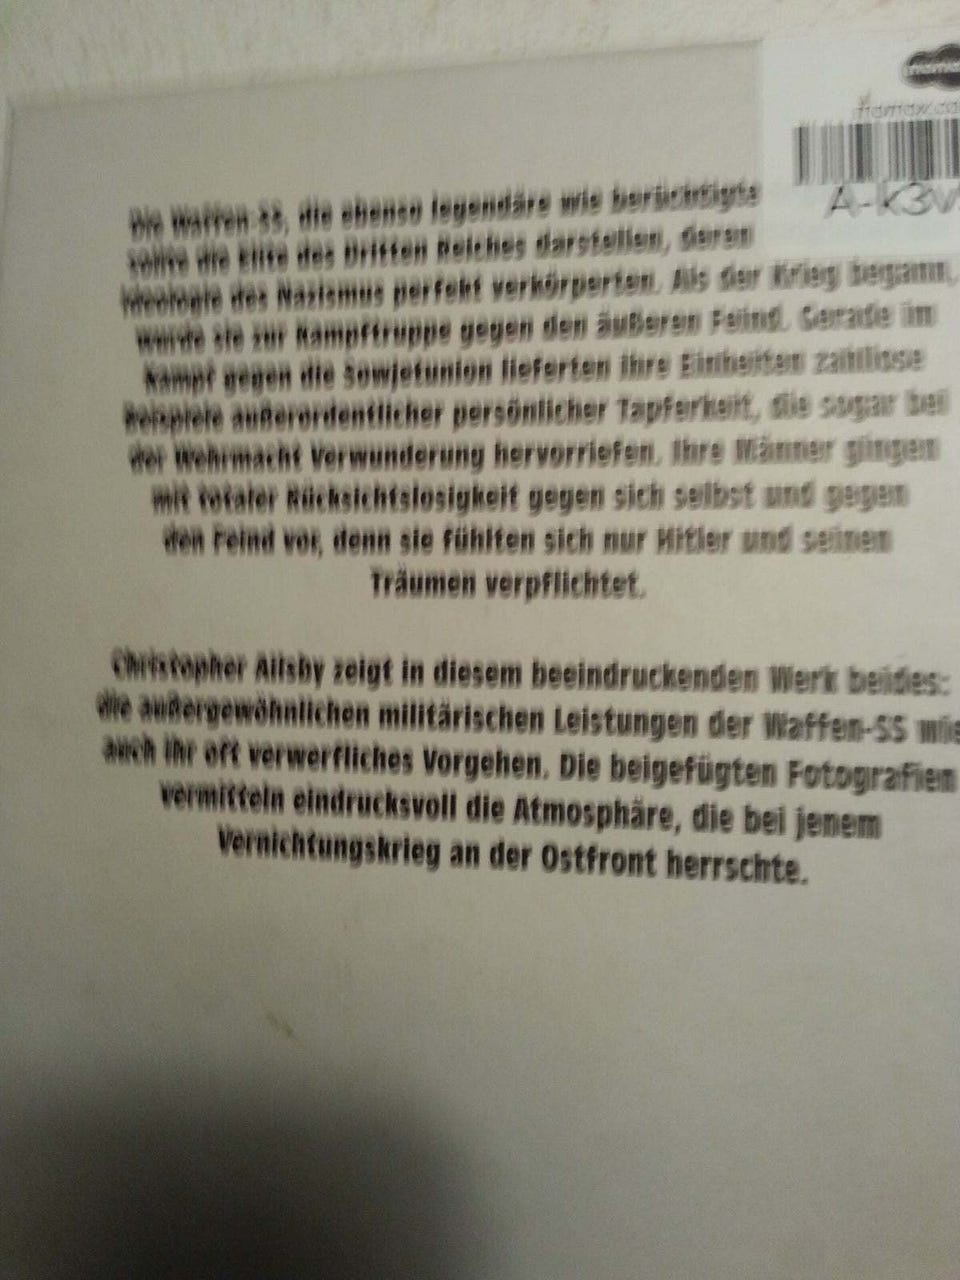 momox
momox.co
A-K3v
Die Waffen-SS, die ebenso legendäre wie berüchtigte
sollte die Elite des Dritten Reiches darstellen, deren
Ideologie des Nazismus perfekt verkörperten. Als der Krieg begann,
wurde sie zur Kampftruppe gegen den äußeren Feind. Gerade im
Kampf gegen die Sowjetunion lieferten ihre Einheiten zahllose
Beispiele außerordentlicher persönlicher Tapferkeit, die sogar bei
der Wehrmacht Verwunderung hervorriefen. Ihre Männer gingen
mit totaler Rücksichtslosigkeit gegen sich selbst und gegen
den Feind vor, denn sie fühlten sich nur Hitler und seinen
Träumen verpflichtet.
Christopher Ailsby zeigt in diesem beeindruckenden Werk beides:
die außergewöhnlichen militärischen Leistungen der Waffen-SS wie
auch ihr oft verwerfliches Vorgehen. Die beigefügten Fotografien
vermitteln eindrucksvoll die Atmosphäre, die bei jenem
Vernichtungskrieg an der Ostfront herrschte.